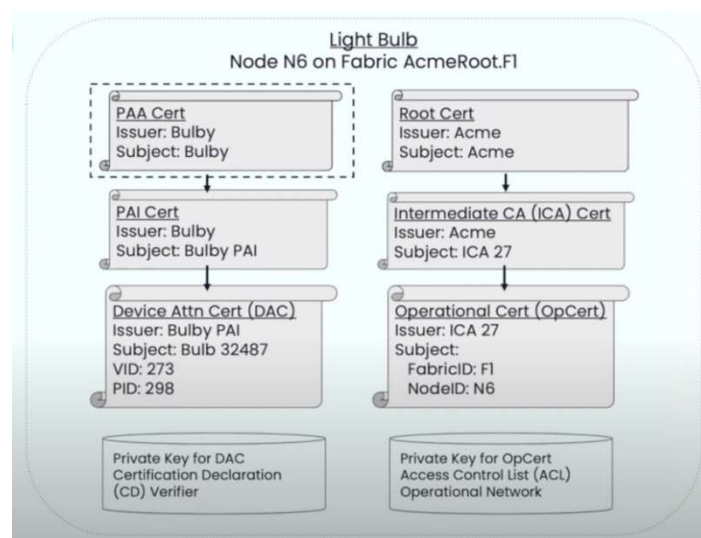 Light Bulb
Node N6 on Fabric AcmeRoot.F1
PAA Cert
Issuer: Bulby
Subject: Bulby
Root Cert
Issuer: Acme
Subject: Acme
PAI Cert
Issuer: Bulby
Subject: Bulby PAI
Intermediate CA (ICA) Cert
Issuer: Acme
Subject: ICA 27
Device Attn Cert (DAC)
Issuer: Bulby PAI
Subject: Bulb 32487
VID: 273
PID: 298
Operational Cert (OpCert)
Issuer: ICA 27
Subject:
FabricID: F1
NodeID: N6
Private Key for DAC
Certification Declaration
(CD) Verifier
Private Key for OpCert
Access Control List (ACL)
Operational Network